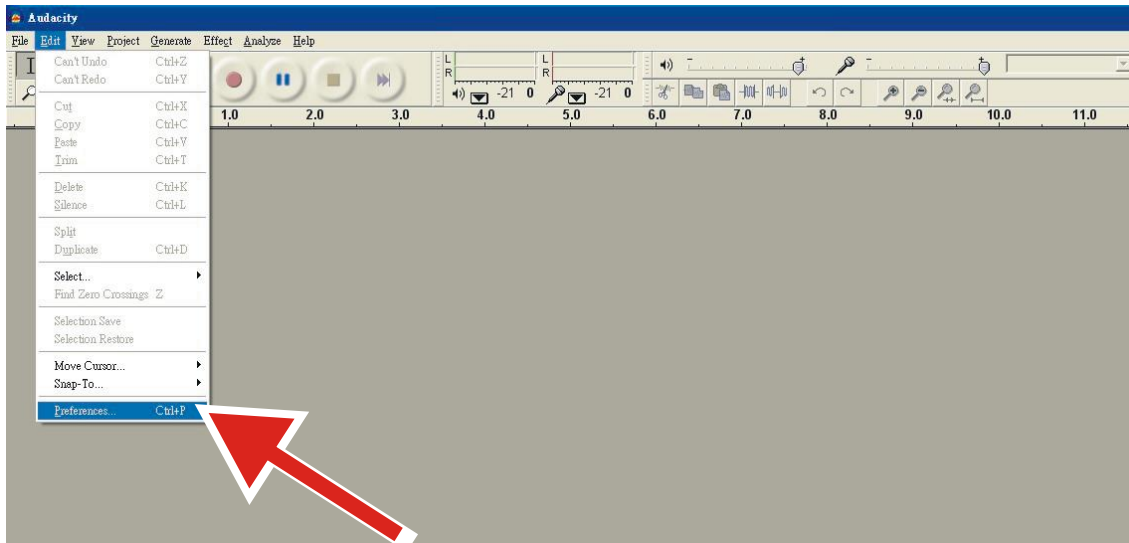 Audacity
File Edit View Project Generate Effect Analyze Help
Can't Undo Ctrl+Z
Can't Redo Ctrl+Y
Cut Ctrl+X
Copy Ctrl+C
Paste Ctrl+V
Trim Ctrl+T
Delete Ctrl+K
Silence Ctrl+L
Split
Duplicate Ctrl+D
Select...
Find Zero Crossings Z
Selection Save
Selection Restore
Move Cursor...
Snap-To...
Preferences... Ctrl+P
L L
R R
-21 0 -21 0
1.0 2.0 3.0 4.0 5.0 6.0 7.0 8.0 9.0 10.0 11.0